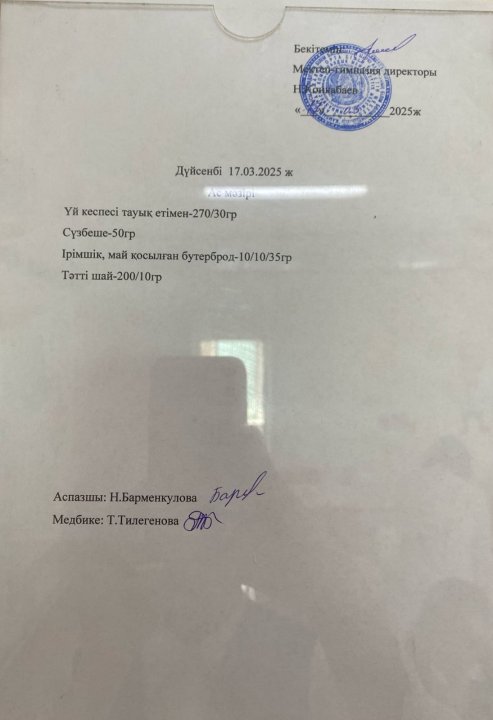 Бекітемін
Мектеп-гимназия директоры
Н.Қонабаев
« » 2025ж
Дүйсенбі 17.03.2025 ж
Ас мәзірі
Үй кеспесі тауық етімен-270/30гр
Сүзбеше-50гр
Ірімшік, май қосылған бутерброд-10/10/35гр
Тәтті шай-200/10гр
Аспазшы: Н.Барменкулова
Медбике: Т.Тилегенова